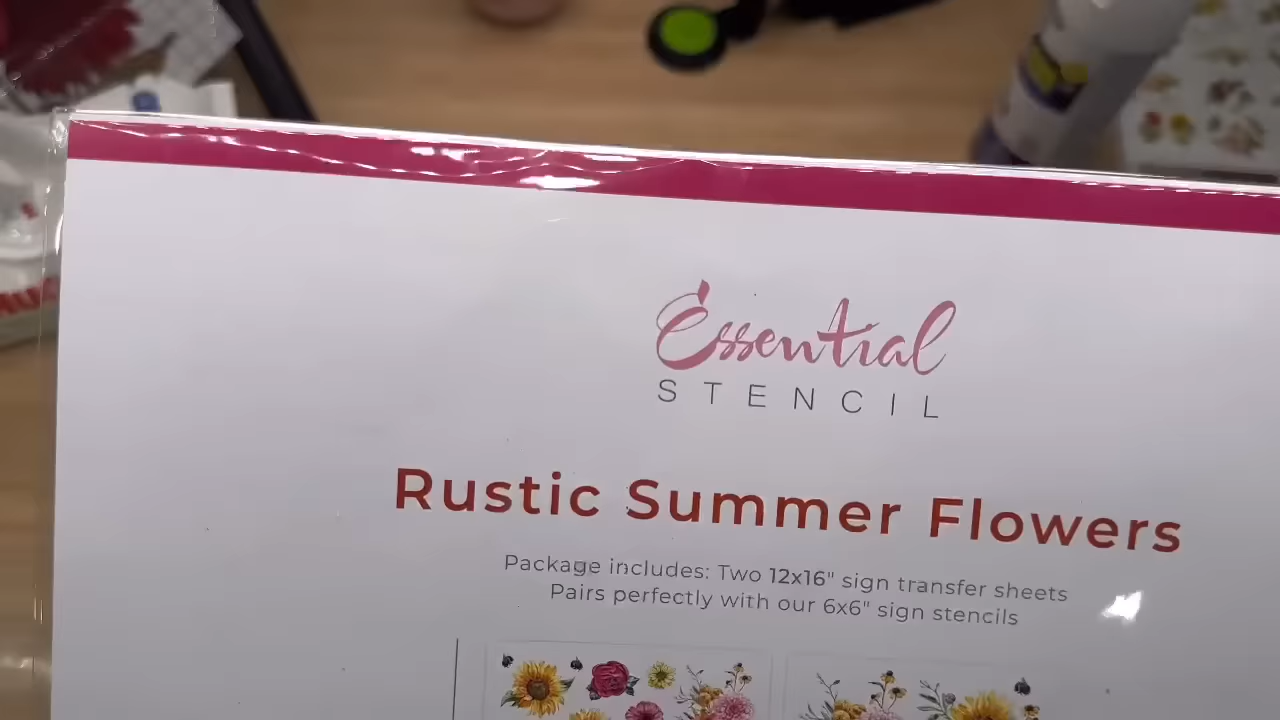 Essential
STENCIL
Rustic Summer Flowers
Package includes: Two 12x16" sign transfer sheets
Pairs perfectly with our 6x6" sign stencils